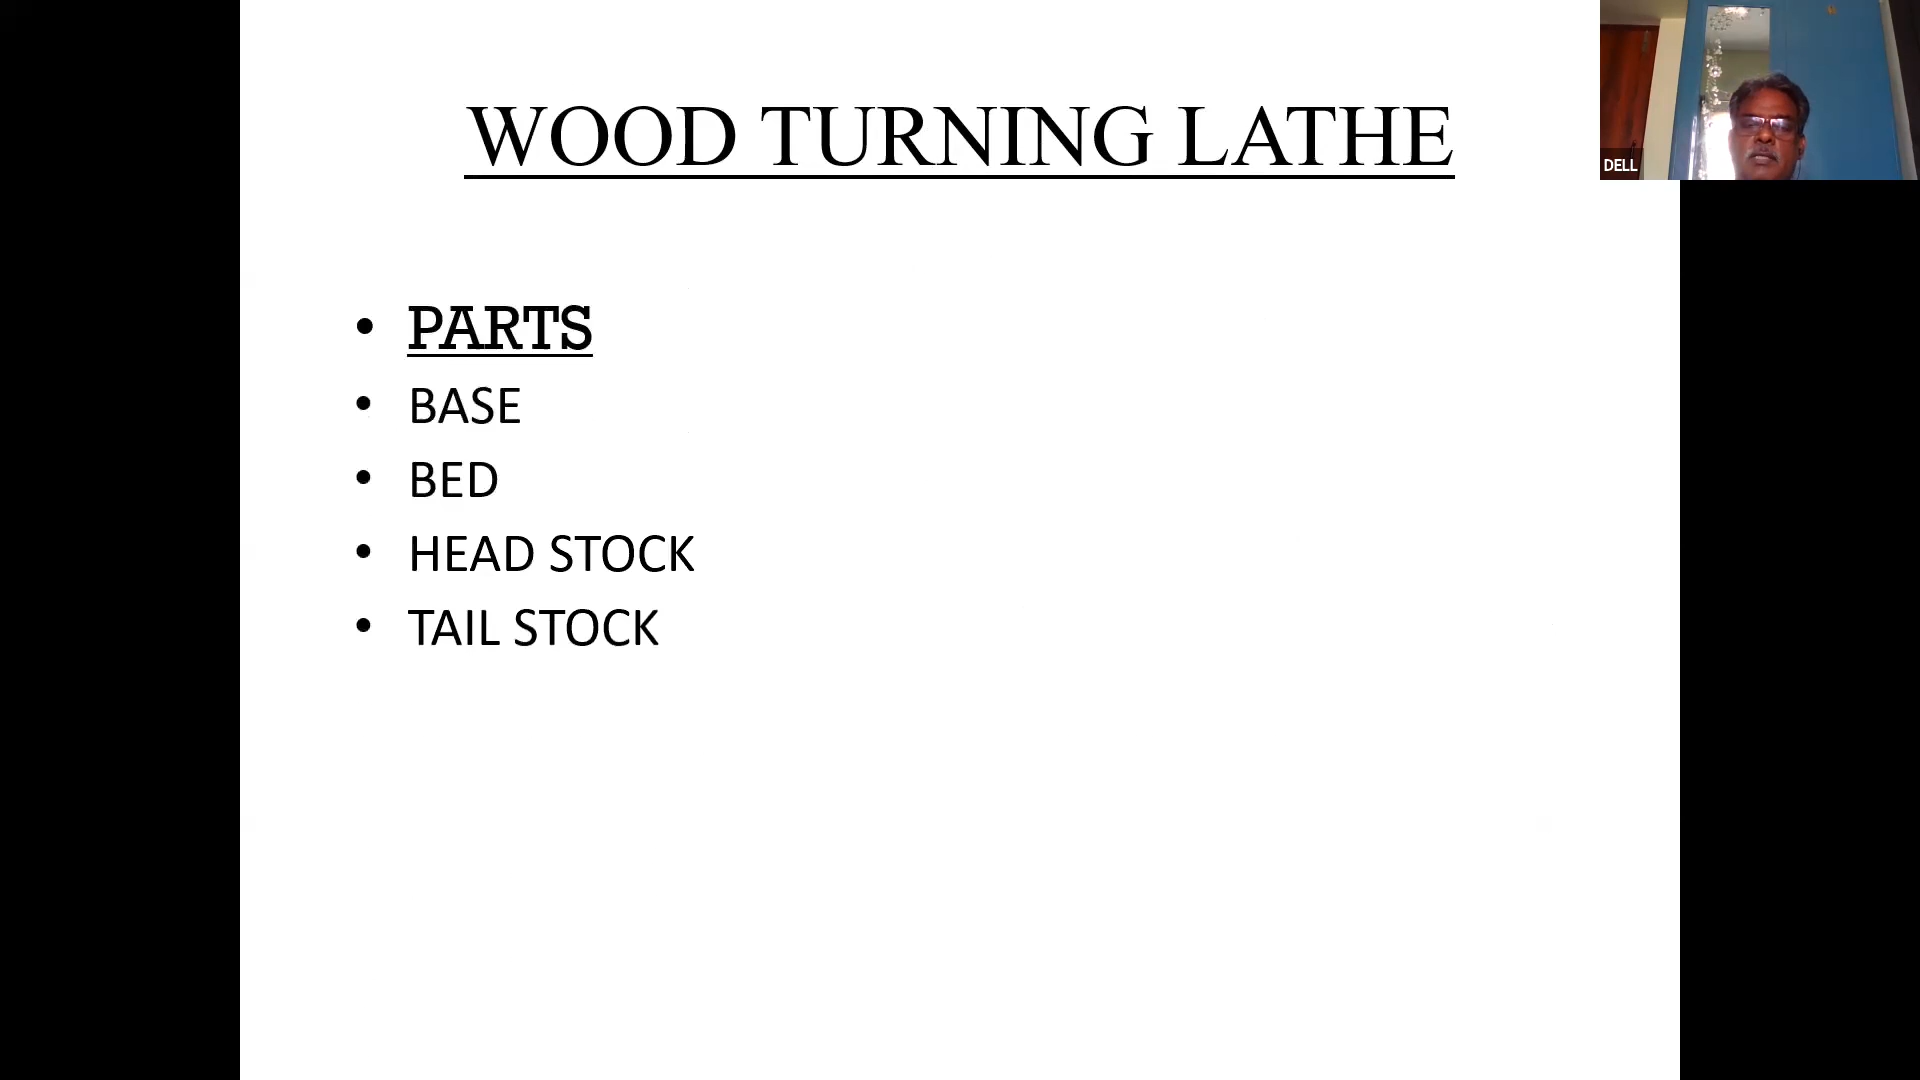 WOOD TURNING LATHE
DELL
• PARTS
• BASE
• BED
• HEAD STOCK
• TAIL STOCK